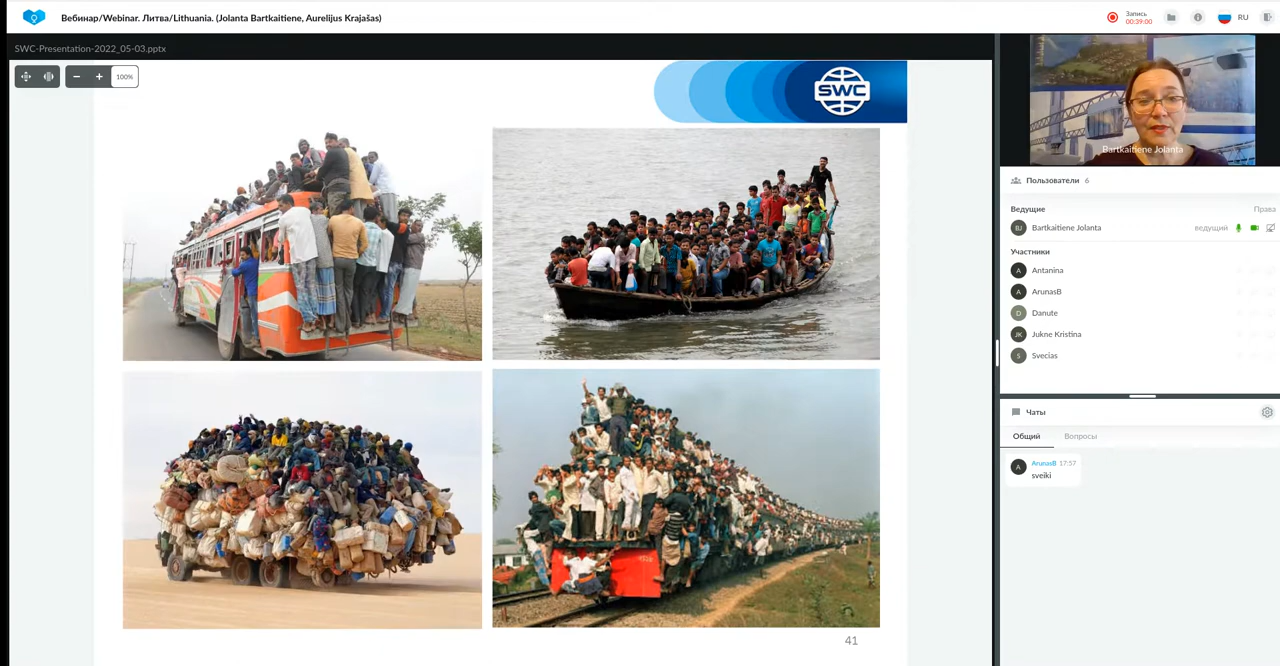 Вебинар/Webinar. Литва/Lithuania. (Jolanta Bartkaitiene, Aurelijus Krajašas)
Запись
00:39:00
RU
SWC-Presentation-2022_05-03.pptx
100%
SWC
41
Bartkaitiene Jolanta
Пользователи 6
Ведущие Права
BJ Bartkaitiene Jolanta ведущий
Участники
A Antanina
A ArunasB
D Danute
JK Jukne Kristina
S Svecias
Чаты
Общий Вопросы
A ArunasB 17:57
sveiki